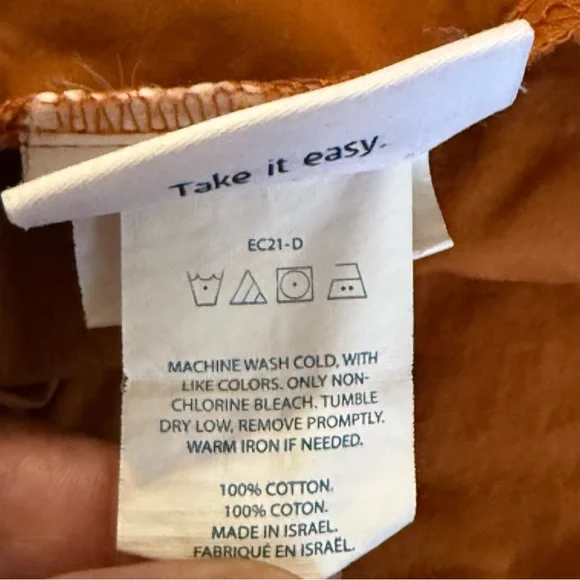 Take it easy.
EC21-D
MACHINE WASH COLD, WITH
LIKE COLORS. ONLY NON-
CHLORINE BLEACH. TUMBLE
DRY LOW, REMOVE PROMPTLY.
WARM IRON IF NEEDED.
100% COTTON.
100% COTON.
MADE IN ISRAEL.
FABRIQUÉ EN ISRAËL.